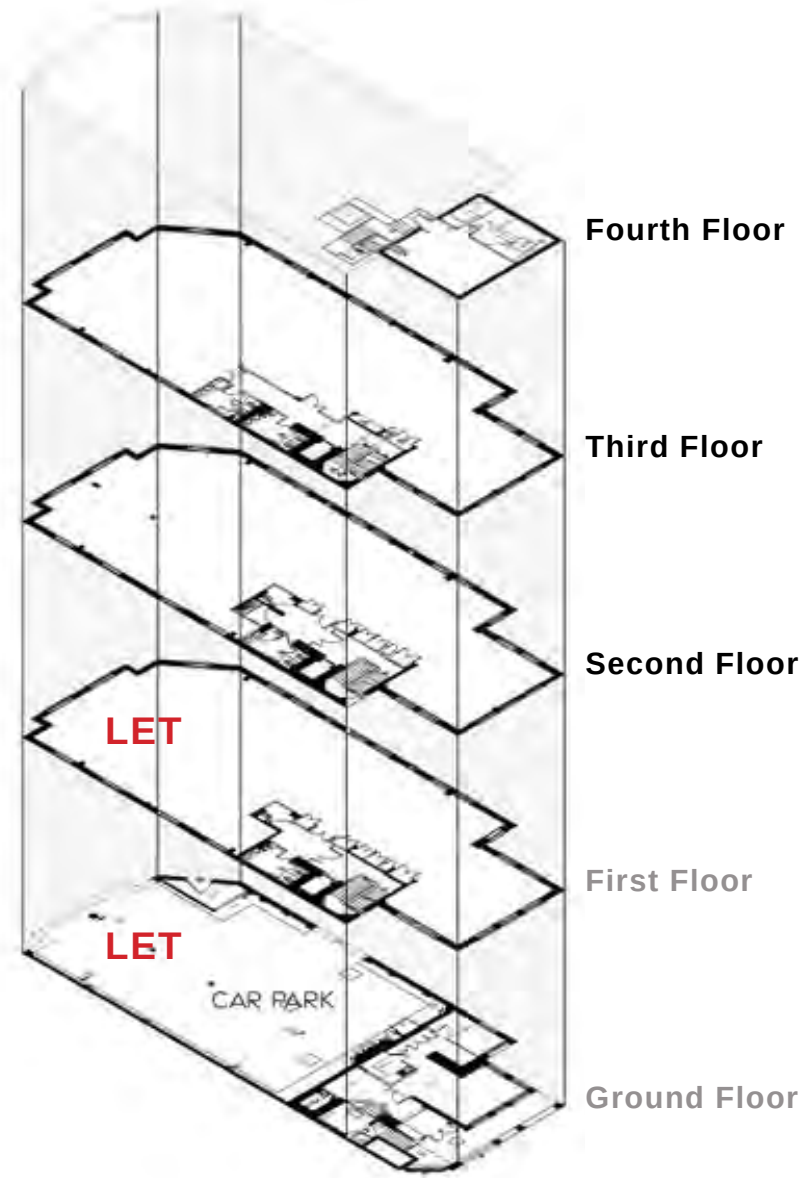 Fourth Floor
Third Floor
Second Floor
LET
First Floor
LET
CAR PARK
Ground Floor